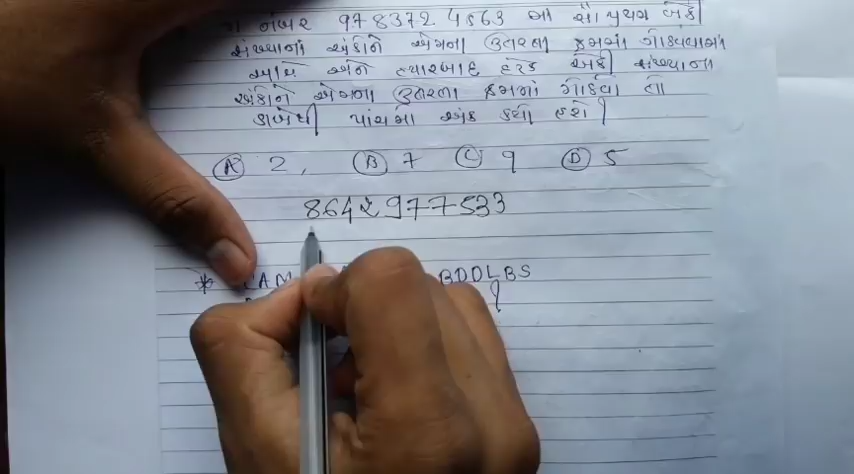 નંબર 9783724563 માં સૌ પ્રથમ બેકી
સંખ્યાનાં અંકોને એમના ઉતરતા ક્રમમાં ગોઠવવામાં
આવે અને ત્યારબાદ દરેક એકી સંખ્યાના
અંકોને એમના ઉતરતા ક્રમમાં ગોઠવો તો
ડાબેથી પાંચમો અંક કયો હશે ?
(A) 2, (B) 7 (C) 9 (D) 5
8642977533
* BDDLBS
?